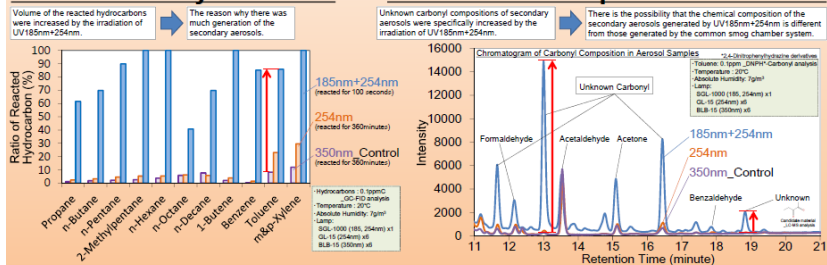 Volume of the reacted hydrocarbons
were increased by the irradiation of
UV185nm+254nm.
The reason why there was
much generation of the
secondary aerosols.
Ratio of Reacted
Hydrocarbon (%)
100
90
80
70
60
50
40
30
20
10
0
185nm+254nm
(reacted for 100 seconds)
254nm
(reacted for 360minutes)
350nm_Control
(reacted for 360minutes)
Propane
n-Butane
n-Pentane
2-Methylpentane
n-Hexane
n-Octane
n-Decane
1-Butene
Benzene
Toluene
m&p-Xylene
·Hydrocarbons : 0.1ppmC
_GC-FID analysis
·Temperature : 20℃
·Absolute Humidity: 7g/m³
·Lamp:
SGL-1000 (185, 254nm) x1
GL-15 (254nm) x6
BLB-15 (350nm) x6
Unknown carbonyl compositions of secondary
aerosols were specifically increased by the
irradiation of UV185nm+254nm.
There is the possibility that the chemical composition of the
secondary aerosols generated by UV185nm+254nm is different
from those generated by the common smog chamber system.
Chromatogram of Carbonyl Composition in Aerosol Samples
*2,4-Dinitrophenylhydrazine derivatives
·Toluene: 0.1ppm _DNPH*-Carbonyl analysis
·Temperature : 20℃
·Absolute Humidity: 7g/m³
·Lamp:
SGL-1000 (185, 254nm) x1
GL-15 (254nm) x6
BLB-15 (350nm) x6
Intensity
16000
14000
12000
10000
8000
6000
4000
2000
0
Unknown Carbonyl
Formaldehyde
Acetaldehyde
Acetone
185nm+254nm
254nm
350nm_Control
Benzaldehyde
Unknown
11
12
13
14
15
16
17
18
19
20
21
Retention Time (minute)